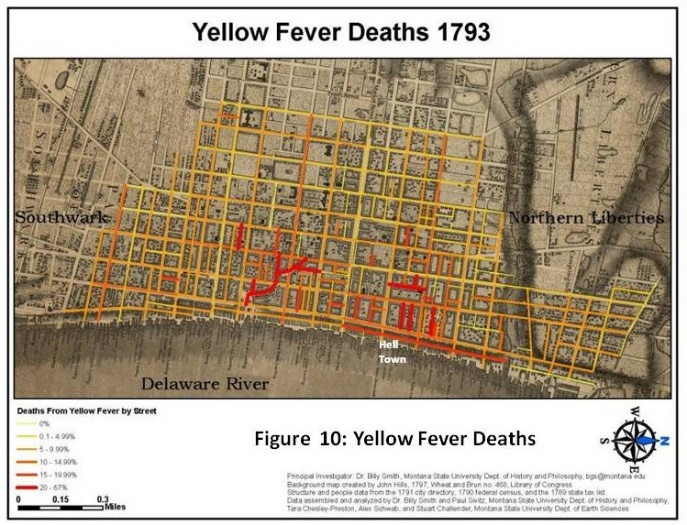 Yellow Fever Deaths 1793
Southwark
Northern Liberties
Hell
Town
Delaware River
Deaths From Yellow Fever by Street
0%
0.1 - 4.99%
5 - 9.99%
10 - 14.99%
15 - 19.99%
20 - 67%
0 0.15 0.3
Miles
Figure 10: Yellow Fever Deaths
W
S N
E
Principal Investigator: Dr. Billy Smith, Montana State University Dept. of History and Philosophy, bgs@montana.edu
Background map created by John Hills, 1797, Wheat and Brun no. 468, Library of Congress
Structure and people data from the 1791 city directory, 1790 federal census, and the 1789 state tax list
Data assembled and analyzed by Dr. Billy Smith and Paul Sivitz, Montana State University Dept. of History and Philosophy,
Tara Chesley-Preston, Alex Schwab, and Stuart Challender, Montana State University Dept. of Earth Sciences